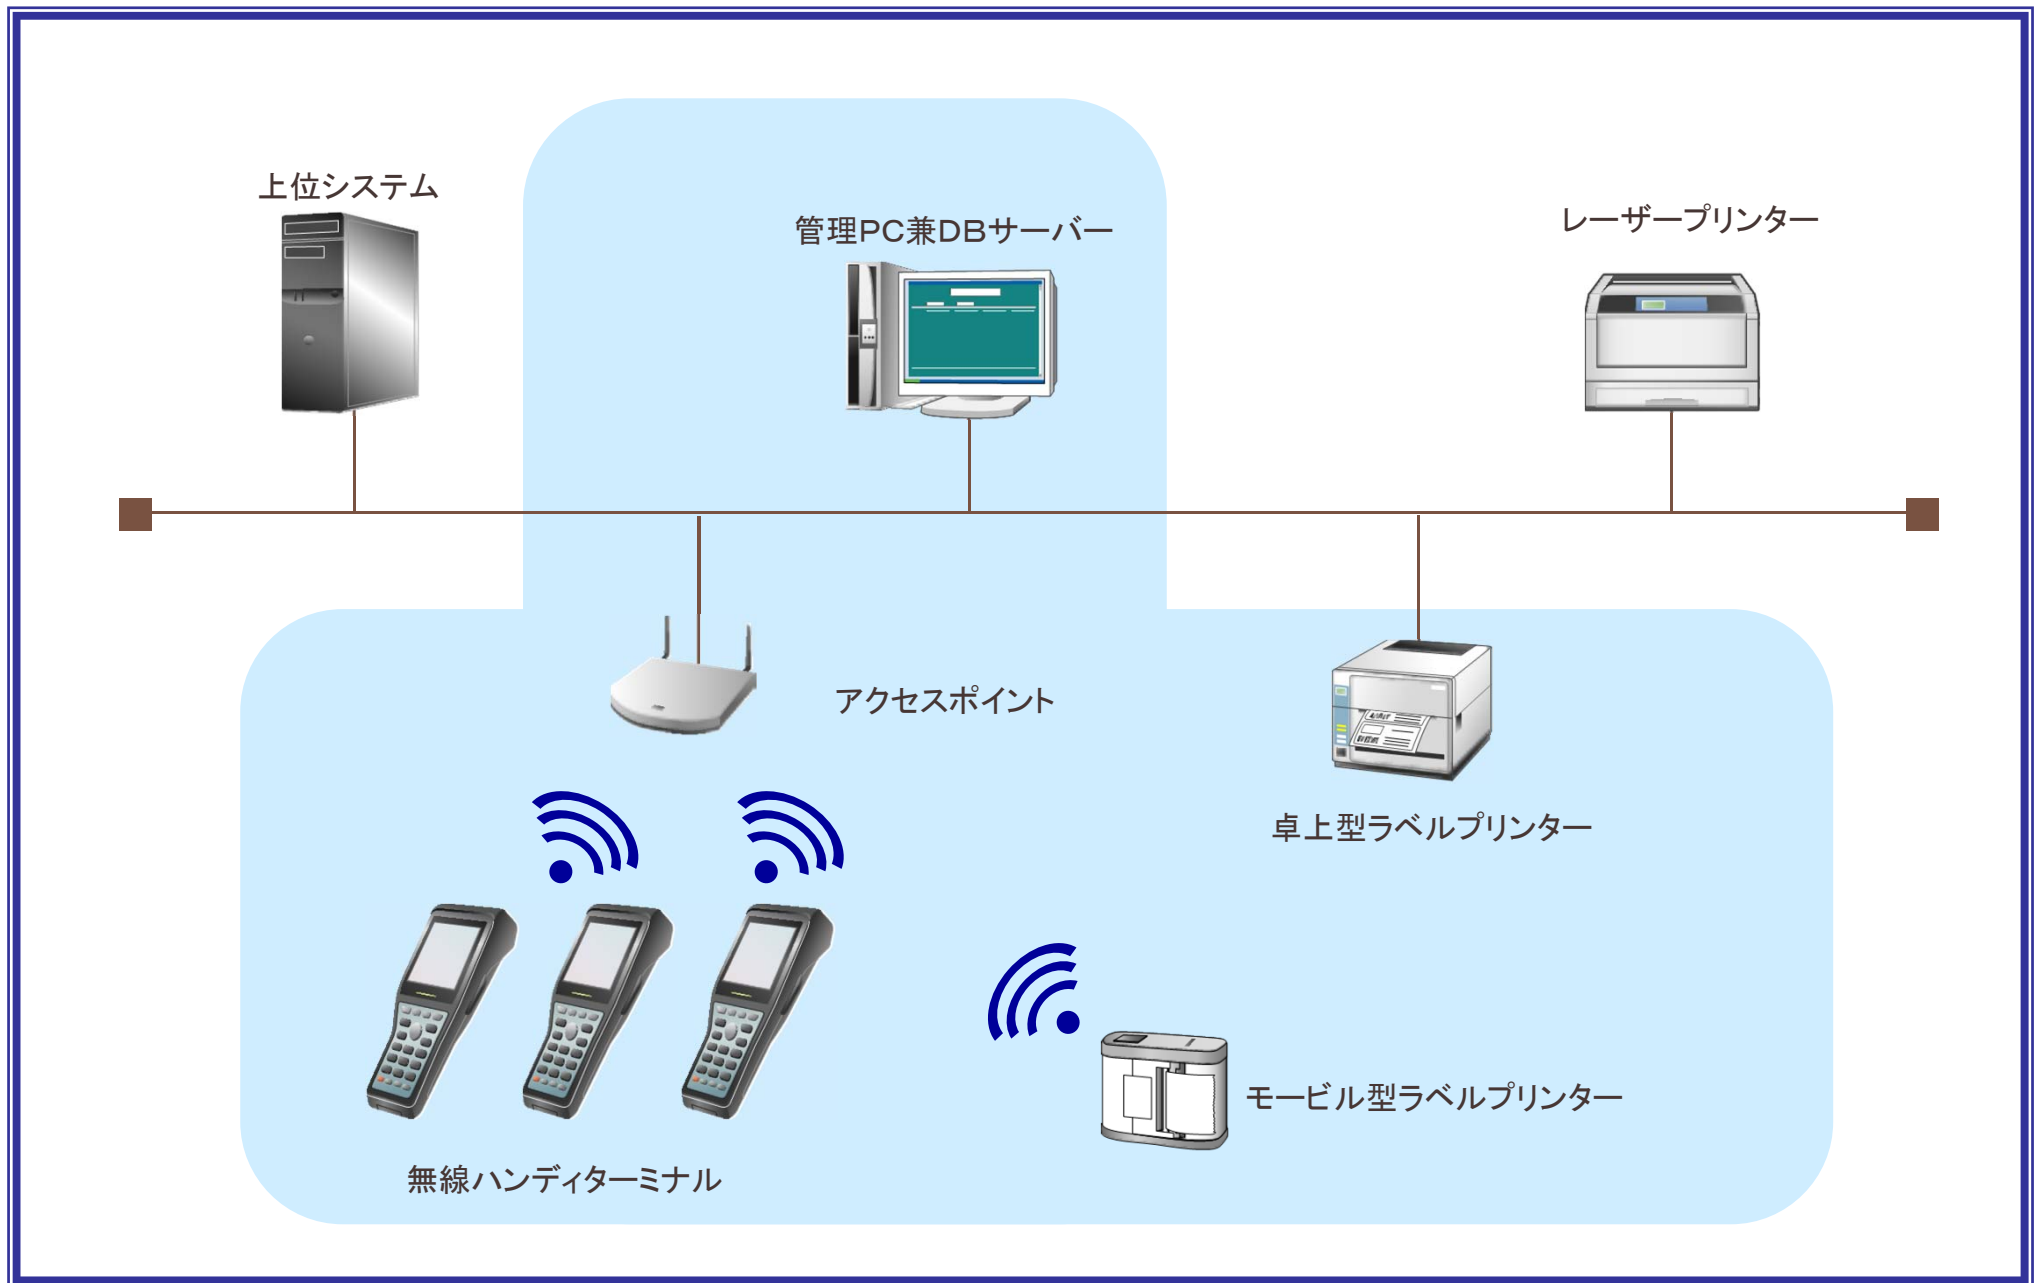 上位システム
管理PC兼DBサーバー
レーザープリンター
アクセスポイント
卓上型ラベルプリンター
モービル型ラベルプリンター
無線ハンディターミナル